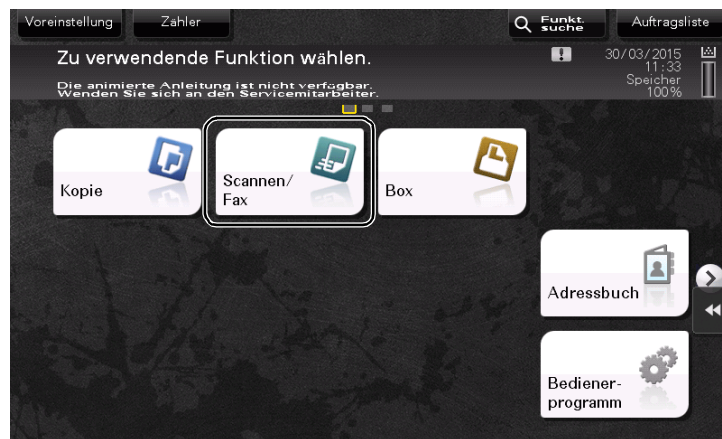 Voreinstellung
Zähler
Funkt.
suche
Auftragsliste
Zu verwendende Funktion wählen.
Die animierte Anleitung ist nicht verfügbar.
Wenden Sie sich an den Servicemitarbeiter.
30/03/2015
11:33
Speicher
100%
Kopie
Scannen/
Fax
Box
Adressbuch
Bediener-
programm